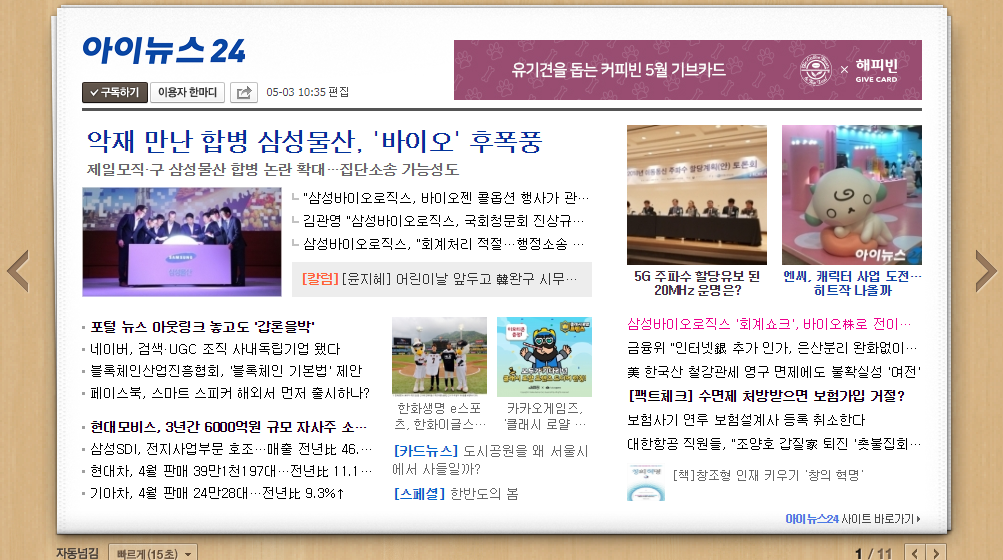 아이뉴스24
유기견을 돕는 커피빈 5월 기브카드
× 해피빈
GIVE CARD
구독하기 이용자 한마디 05-03 10:35 편집
악재 만난 합병 삼성물산, '바이오' 후폭풍
제일모직·구 삼성물산 합병 논란 확대…집단소송 가능성도
SAMSUNG
"삼성바이오로직스, 바이오젠 콜옵션 행사가 관…
김관영 "삼성바이오로직스, 국회청문회 진상규…
삼성바이오로직스, "회계처리 적절…행정소송 …
[칼럼] [윤지혜] 어린이날 앞두고 韓완구 시무…
아이뉴스24
5G 주파수 할당유보 된
20MHz 운명은?
엔씨, 캐릭터 사업 도전…
히트작 나올까
포털 뉴스 아웃링크 놓고도 '갑론을박'
네이버, 검색·UGC 조직 사내독립기업 됐다
블록체인산업진흥협회, '블록체인 기본법' 제안
페이스북, 스마트 스피커 해외서 먼저 출시하나?
현대모비스, 3년간 6000억원 규모 자사주 소…
삼성SDI, 전지사업부문 호조…매출 전년比 46.…
현대차, 4월 판매 39만1천197대…전년比 11.1…
기아차, 4월 판매 24만28대…전년比 9.3%↑
한화생명 e스포
츠, 한화이글스…
카카오게임즈,
'클래시 로얄 …
[카드뉴스] 도시공원을 왜 서울시
에서 사들일까?
[스페셜] 한반도의 봄
삼성바이오로직스 '회계쇼크', 바이오株로 전이…
금융위 "인터넷銀 추가 인가, 은산분리 완화없이…
美 한국산 철강관세 영구 면제에도 불확실성 '여전'
[팩트체크] 수면제 처방받으면 보험가입 거절?
보험사기 연루 보험설계사 등록 취소한다
대한항공 직원들, "조양호 갑질家 퇴진 '촛불집회…
[책]창조형 인재 키우기 '창의 혁명'
아이뉴스24 사이트 바로가기
자동넘김 빠르게(15초) 1 / 11